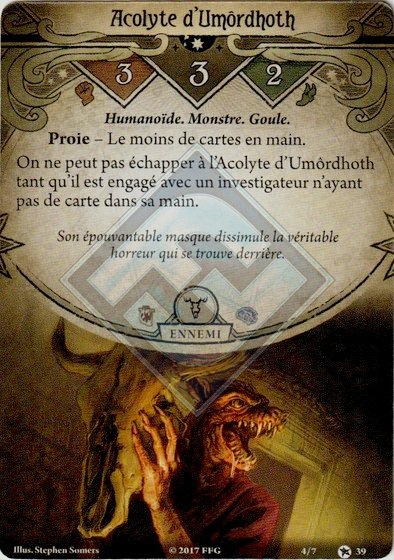 Acolyte d'Umôrdhoth
3
3
2
Humanoïde. Monstre. Goule.
Proie – Le moins de cartes en main.
On ne peut pas échapper à l'Acolyte d'Umôrdhoth
tant qu'il est engagé avec un investigateur n'ayant
pas de carte dans sa main.
Son épouvantable masque dissimule la véritable
horreur qui se trouve derrière.
ENNEMI
Illus. Stephen Somers
© 2017 FFG
4/7
39